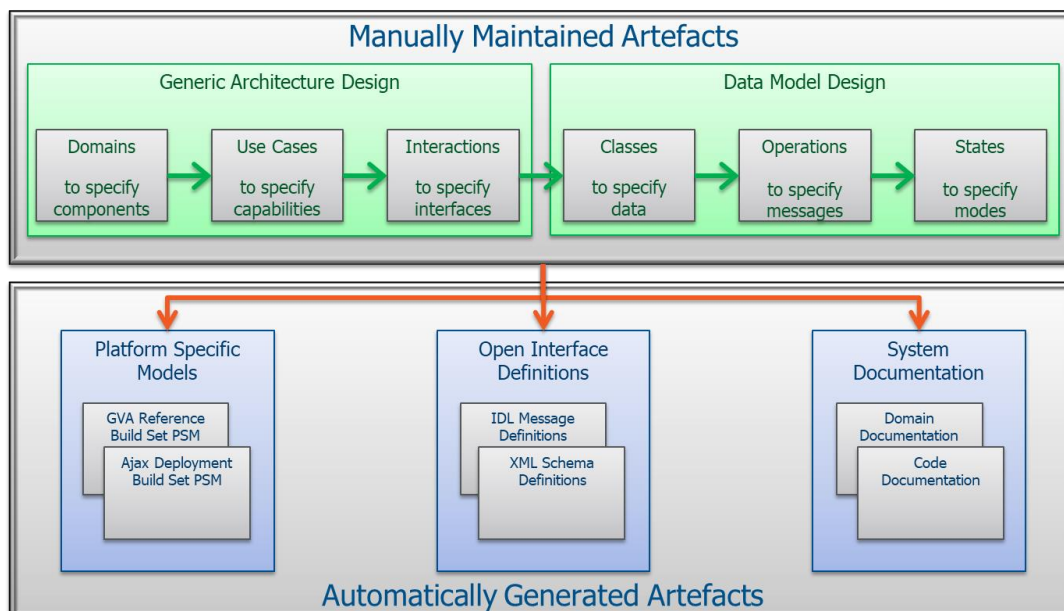 Manually Maintained Artefacts
Generic Architecture Design
Domains
to specify
components
Use Cases
to specify
capabilities
Interactions
to specify
interfaces
Data Model Design
Classes
to specify
data
Operations
to specify
messages
States
to specify
modes
Platform Specific
Models
GVA Reference
Build Set PSM
Ajax Deployment
Build Set PSM
Open Interface
Definitions
IDL Message
Definitions
XML Schema
Definitions
System
Documentation
Domain
Documentation
Code
Documentation
Automatically Generated Artefacts